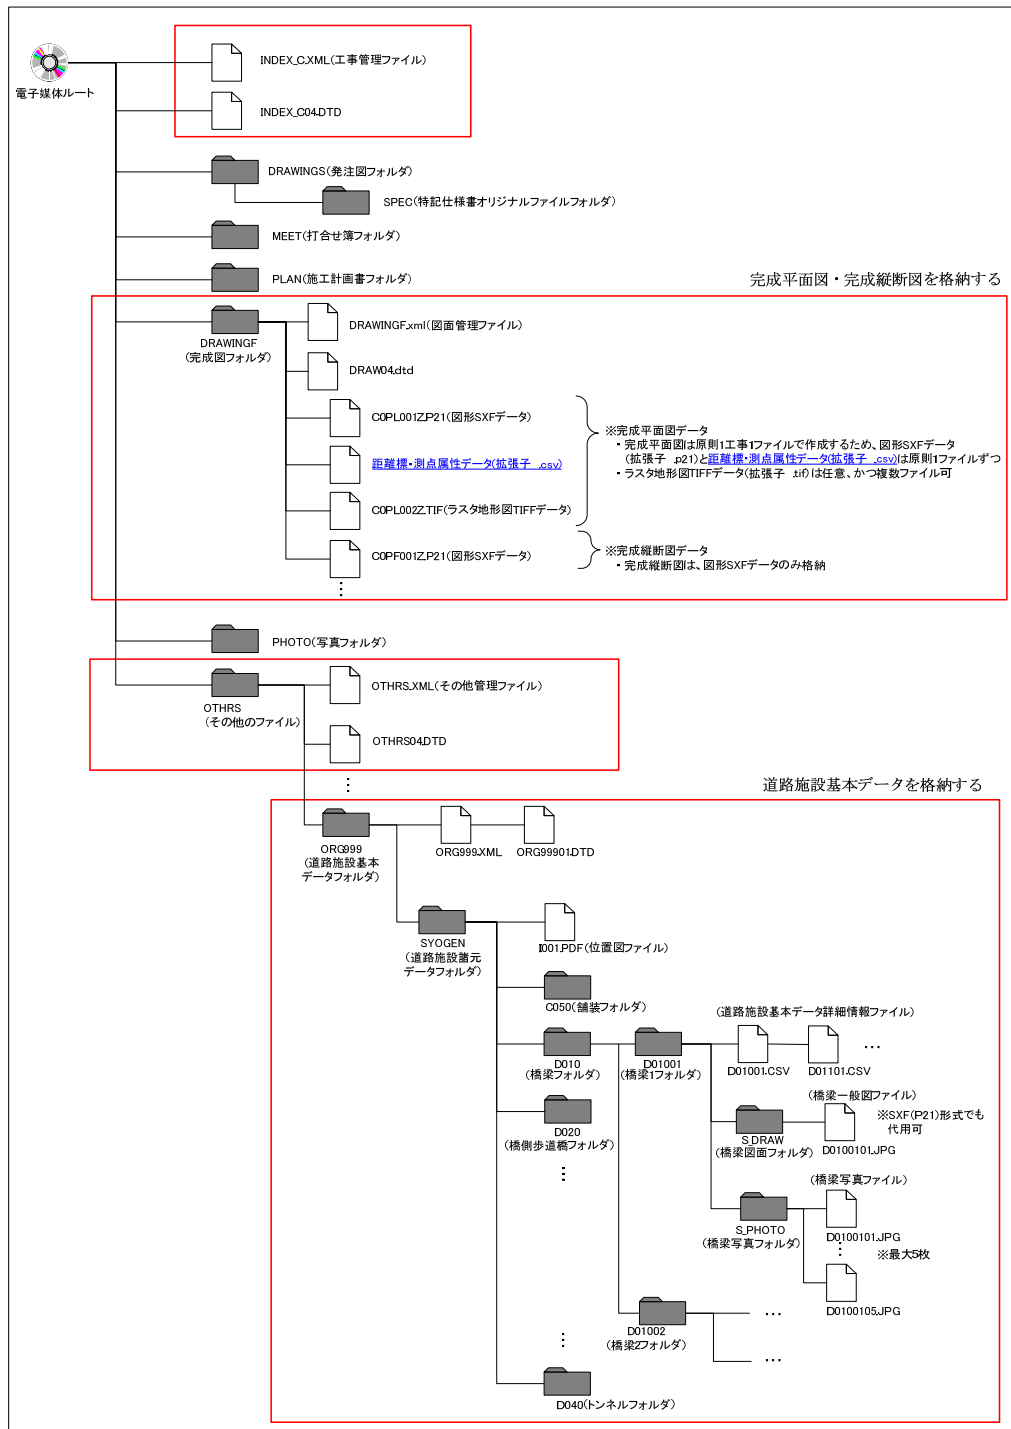 電子媒体ルート
INDEX_C.XML(工事管理ファイル)
INDEX_C04.DTD
DRAWINGS(発注図フォルダ)
SPEC(特記仕様書オリジナルファイルフォルダ)
MEET(打合せ簿フォルダ)
PLAN(施工計画書フォルダ)
完成平面図・完成縦断図を格納する
DRAWINGF
(完成図フォルダ)
DRAWINGF.xml(図面管理ファイル)
DRAW04.dtd
C0PL001Z.P21(図形SXFデータ)
距離標・測点属性データ(拡張子 .csv)
C0PL002Z.TIF(ラスタ地形図TIFFデータ)
※完成平面図データ
・完成平面図は原則1工事1ファイルで作成するため、図形SXFデータ
(拡張子 .p21)と距離標・測点属性データ(拡張子 .csv)は原則1ファイルずつ
・ラスタ地形図TIFFデータ(拡張子 .tif)は任意、かつ複数ファイル可
C0PF001Z.P21(図形SXFデータ)
※完成縦断図データ
・完成縦断図は、図形SXFデータのみ格納
⋮
PHOTO(写真フォルダ)
OTHRS
(その他のファイル)
OTHRS.XML(その他管理ファイル)
OTHRS04.DTD
⋮
道路施設基本データを格納する
ORG999
(道路施設基本
データフォルダ)
ORG999.XML
ORG99901.DTD
SYOGEN
(道路施設諸元
データフォルダ)
I001.PDF(位置図ファイル)
C050(舗装フォルダ)
(道路施設基本データ詳細情報ファイル)
D010
(橋梁フォルダ)
D01001
(橋梁1フォルダ)
D01001.CSV
D01101.CSV
…
D020
(橋側歩道橋フォルダ)
⋮
(橋梁一般図ファイル)
S_DRAW
(橋梁図面フォルダ)
D0100101.JPG
※SXF(P21)形式でも
代用可
(橋梁写真ファイル)
S_PHOTO
(橋梁写真フォルダ)
D0100101.JPG
⋮
※最大5枚
D0100105.JPG
D01002
(橋梁2フォルダ)
…
…
⋮
D040(トンネルフォルダ)